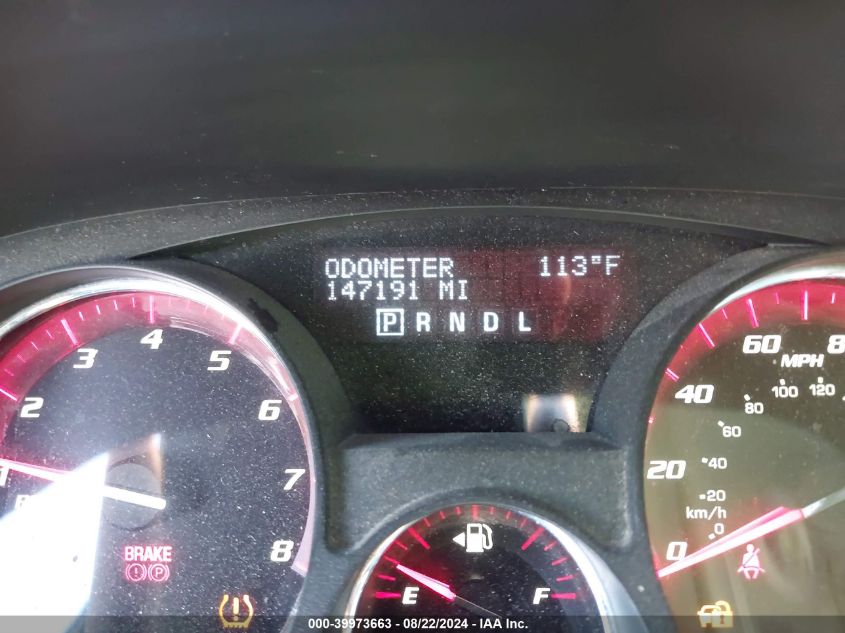 ODOMETER 113°F
147191 MI
P R N D L
1 2 3 4 5 6 7 8
BRAKE
P
E F
0 20 40 60
MPH
0 20 40 60 80 100 120
km/h
000-39973663 - 08/22/2024 - IAA Inc.